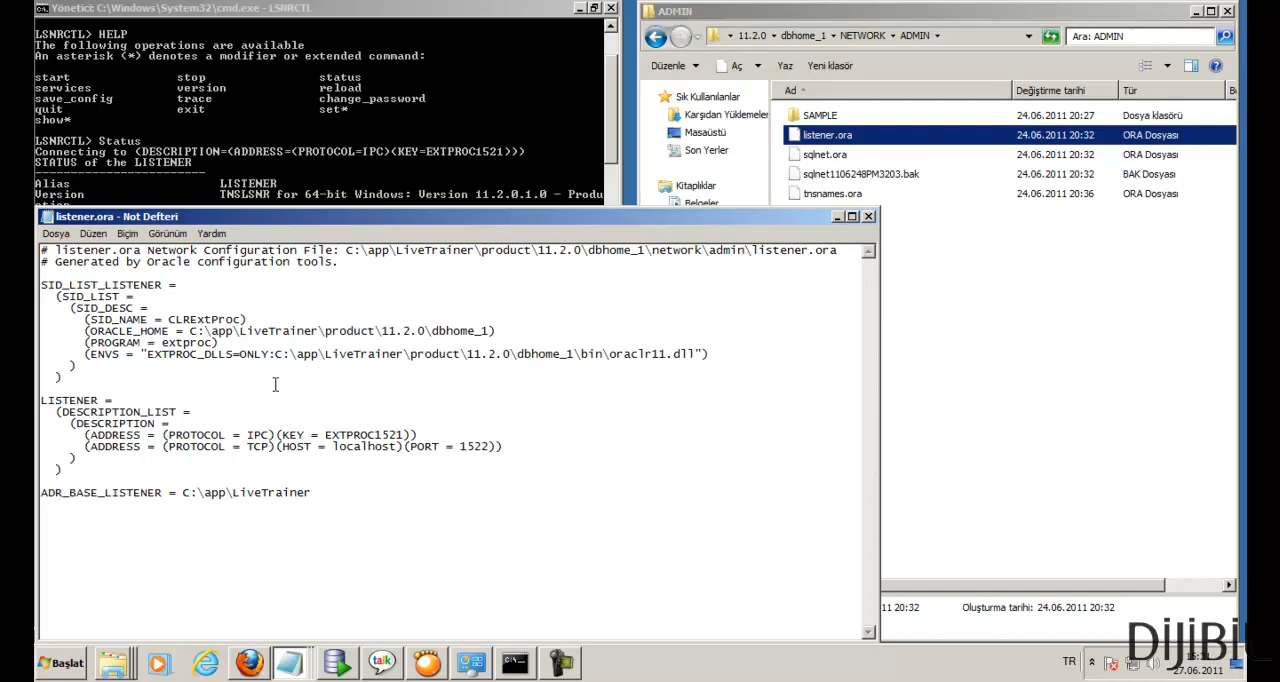 Yönetici: C:\Windows\System32\cmd.exe - LSNRCTL
LSNRCTL> HELP
The following operations are available
An asterisk (*) denotes a modifier or extended command:
start stop status
services version reload
save_config trace change_password
quit exit set*
show*
LSNRCTL> Status
Connecting to (DESCRIPTION=(ADDRESS=(PROTOCOL=IPC)(KEY=EXTPROC1521)))
STATUS of the LISTENER
------------------------
Alias LISTENER
Version TNSLSNR for 64-bit Windows: Version 11.2.0.1.0 - Produ
ADMIN
11.2.0 dbhome_1 NETWORK ADMIN
Ara: ADMIN
Düzenle Aç Yaz Yeni klasör
Sık Kullanılanlar
Karşıdan Yüklemeler
Masaüstü
Son Yerler
Kitaplıklar
Belgeler
Ad Değiştirme tarihi Tür
SAMPLE 24.06.2011 20:27 Dosya klasörü
listener.ora 24.06.2011 20:32 ORA Dosyası
sqlnet.ora 24.06.2011 20:32 ORA Dosyası
sqlnet1106248PM3203.bak 24.06.2011 20:32 BAK Dosyası
tnsnames.ora 24.06.2011 20:36 ORA Dosyası
listener.ora - Not Defteri
Dosya Düzen Biçim Görünüm Yardım
# listener.ora Network Configuration File: C:\app\LiveTrainer\product\11.2.0\dbhome_1\network\admin\listener.ora
# Generated by Oracle configuration tools.
SID_LIST_LISTENER =
(SID_LIST =
(SID_DESC =
(SID_NAME = CLRExtProc)
(ORACLE_HOME = C:\app\LiveTrainer\product\11.2.0\dbhome_1)
(PROGRAM = extproc)
(ENVS = "EXTPROC_DLLS=ONLY:C:\app\LiveTrainer\product\11.2.0\dbhome_1\bin\oraclr11.dll")
)
)
LISTENER =
(DESCRIPTION_LIST =
(DESCRIPTION =
(ADDRESS = (PROTOCOL = IPC)(KEY = EXTPROC1521))
(ADDRESS = (PROTOCOL = TCP)(HOST = localhost)(PORT = 1522))
)
)
ADR_BASE_LISTENER = C:\app\LiveTrainer
11 20:32 Oluşturma tarihi: 24.06.2011 20:32
Başlat
talk
TR
27.06.2011
DijiBil